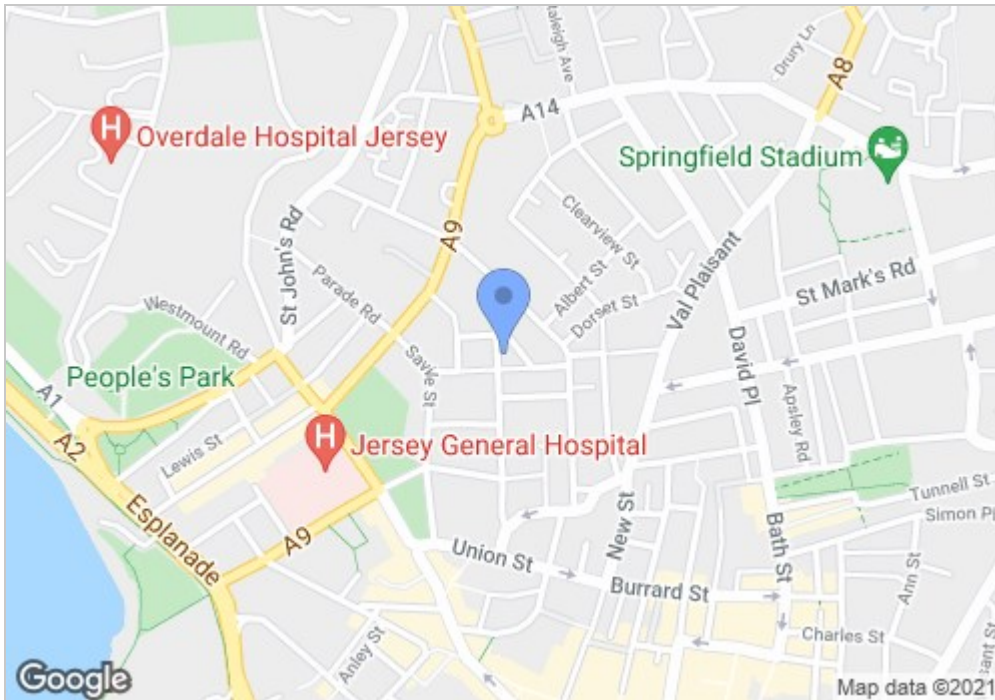 taleigh Ave
Drury Ln
A8
A14
H
Overdale Hospital Jersey
Springfield Stadium
Clearview St
St John's Rd
A9
Parade Rd
Albert St
Val Plaisant
St Mark's Rd
Westmount Rd
Dorset St
David Pl
Savile St
People's Park
A1
Apsley Rd
A2
Lewis St
H
Jersey General Hospital
Tunnell St
Esplanade
New St
Bath St
Simon Pl
A9
Union St
Ann St
Burrard St
Anley St
Charles St
sant St
Google
Map data ©2021